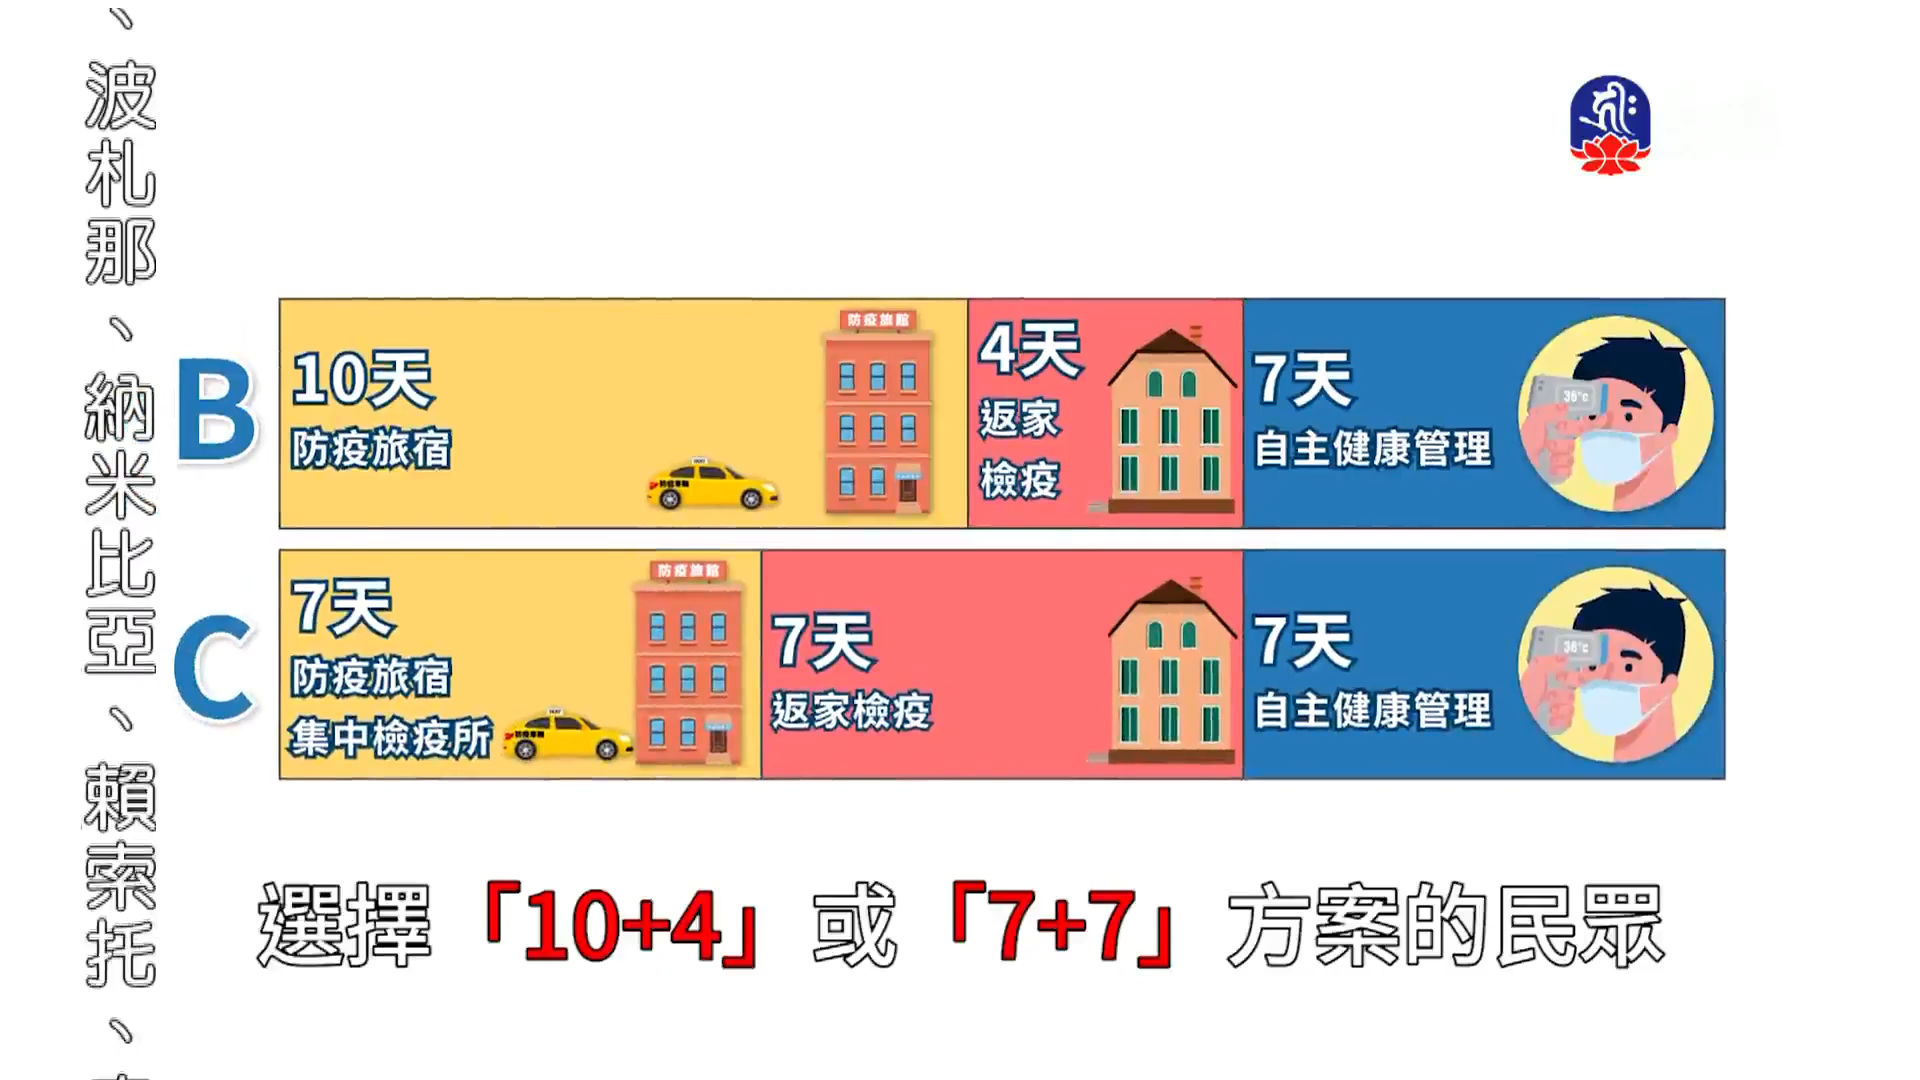 、波札那、納米比亞、賴索托、
B
10天
防疫旅宿
防疫旅館
4天
返家
檢疫
7天
自主健康管理
36°c
C
7天
防疫旅宿
集中檢疫所
防疫旅館
7天
返家檢疫
7天
自主健康管理
36°c
選擇「10+4」或「7+7」方案的民眾